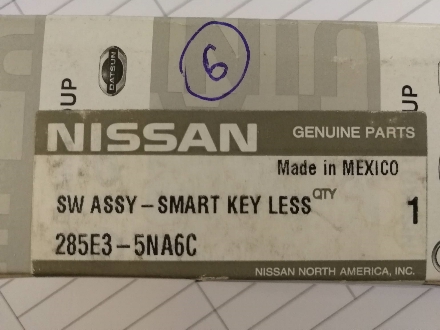 6
DATSUN
OUP
UP
NISSAN GENUINE PARTS
Made in MEXICO
SW ASSY-SMART KEY LESS QTY 1
285E3-5NA6C
NISSAN NORTH AMERICA, INC.